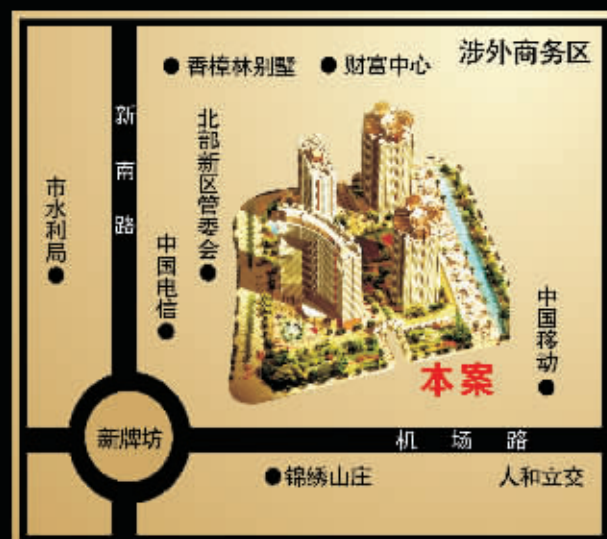 涉外商务区
香樟林别墅
财富中心
新南路
北部新区管委会
市水利局
中国电信
中国移动
本案
新牌坊
机场路
锦绣山庄
人和立交